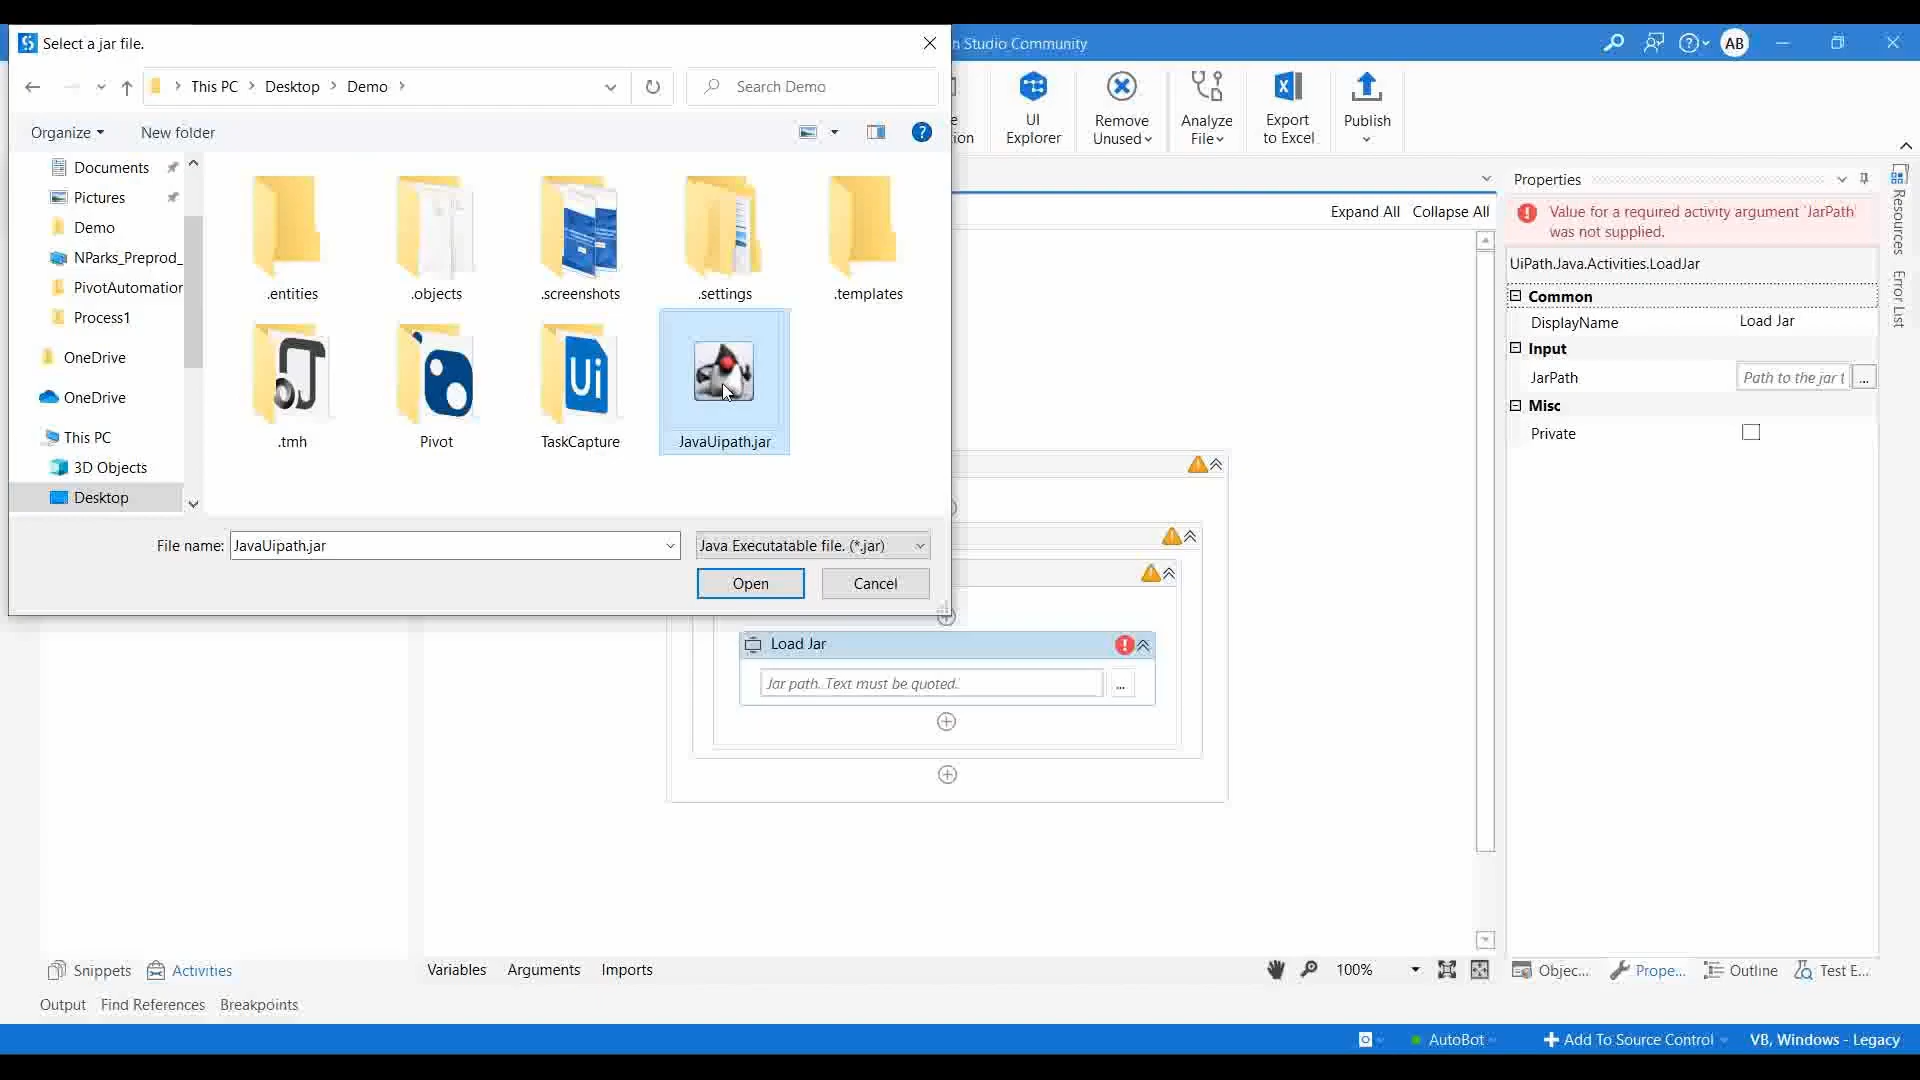 Select a jar file.
n Studio Community
AB
This PC
Desktop
Demo
Search Demo
Organize
New folder
UI
Explorer
Remove
Unused
Analyze
File
Export
to Excel
Publish
Documents
Pictures
Demo
NParks_Preprod_
PivotAutomation
Process1
OneDrive
OneDrive
This PC
3D Objects
Desktop
.entities
.objects
.screenshots
.settings
.templates
.tmh
Pivot
TaskCapture
JavaUipath.jar
File name:
JavaUipath.jar
Java Executatable file. (*.jar)
Open
Cancel
Expand All
Collapse All
Load Jar
Jar path. Text must be quoted.
...
Properties
Value for a required activity argument 'JarPath'
was not supplied.
UiPath.Java.Activities.LoadJar
Common
DisplayName
Load Jar
Input
JarPath
Path to the jar t
...
Misc
Private
Resources
Error List
Snippets
Activities
Variables
Arguments
Imports
100%
Objec...
Prope...
Outline
Test E...
Output
Find References
Breakpoints
AutoBot
Add To Source Control
VB, Windows - Legacy